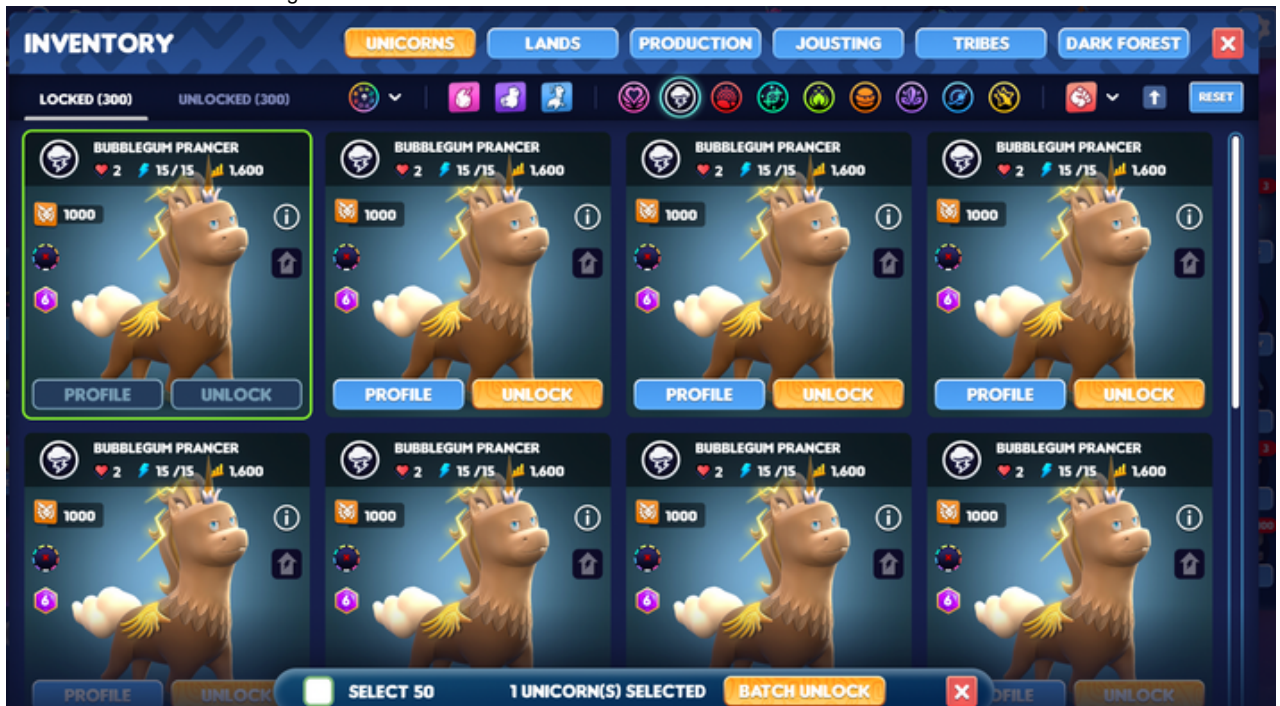 INVENTORY
UNICORNS LANDS PRODUCTION JOUSTING TRIBES DARK FOREST X
LOCKED (300) UNLOCKED (300) RESET
BUBBLEGUM PRANCER BUBBLEGUM PRANCER BUBBLEGUM PRANCER BUBBLEGUM PRANCER
2 15/15 1,600 2 15/15 1,600 2 15/15 1,600 2 15/15 1,600
1000 1000 1000 1000
6 6 6 6
PROFILE UNLOCK PROFILE UNLOCK PROFILE UNLOCK PROFILE UNLOCK
BUBBLEGUM PRANCER BUBBLEGUM PRANCER BUBBLEGUM PRANCER BUBBLEGUM PRANCER
2 15/15 1,600 2 15/15 1,600 2 15/15 1,600 2 15/15 1,600
1000 1000 1000 1000
6 6 6 6
PROFILE UNLOCK SELECT 50 1 UNICORN(S) SELECTED BATCH UNLOCK X UNLOCK